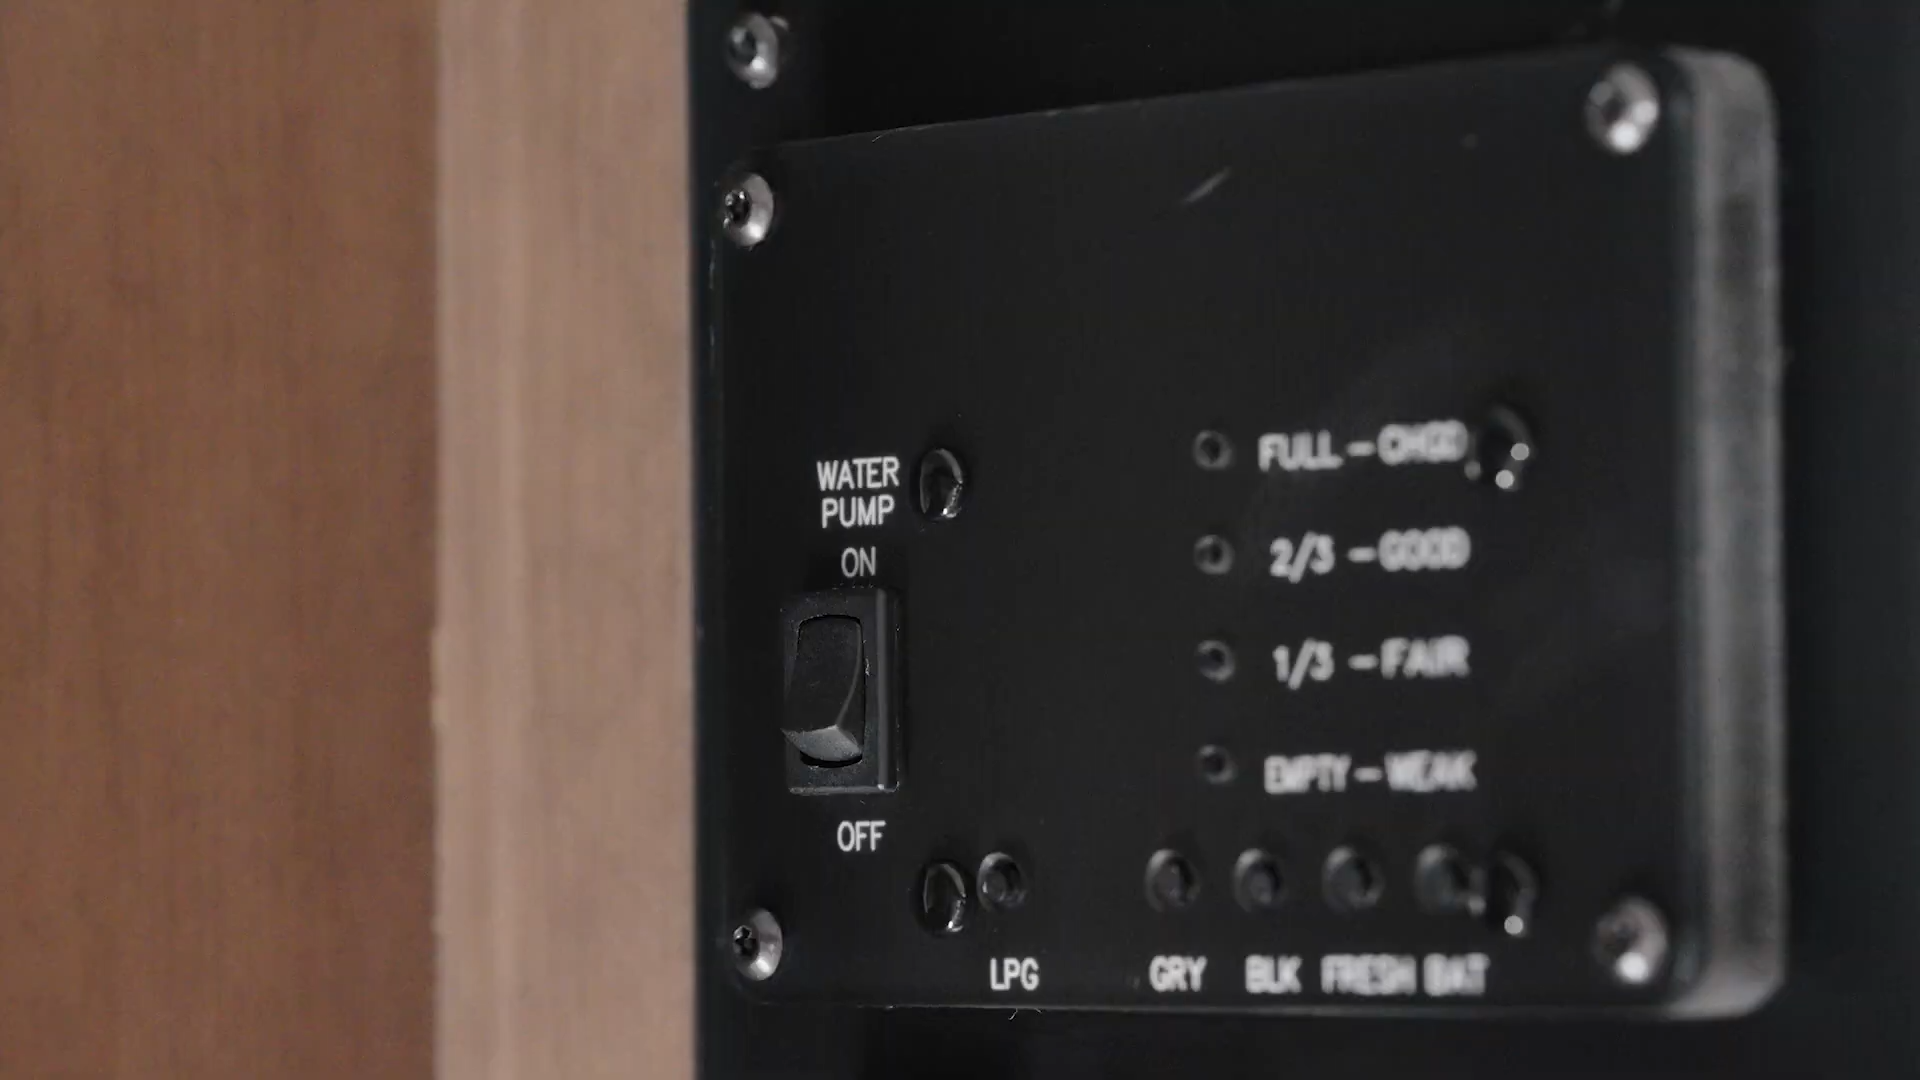 WATER
PUMP
ON
OFF
LPG
FULL - CHGD
2/3 - GOOD
1/3 - FAIR
EMPTY - WEAK
GRY BLK FRESH BAT